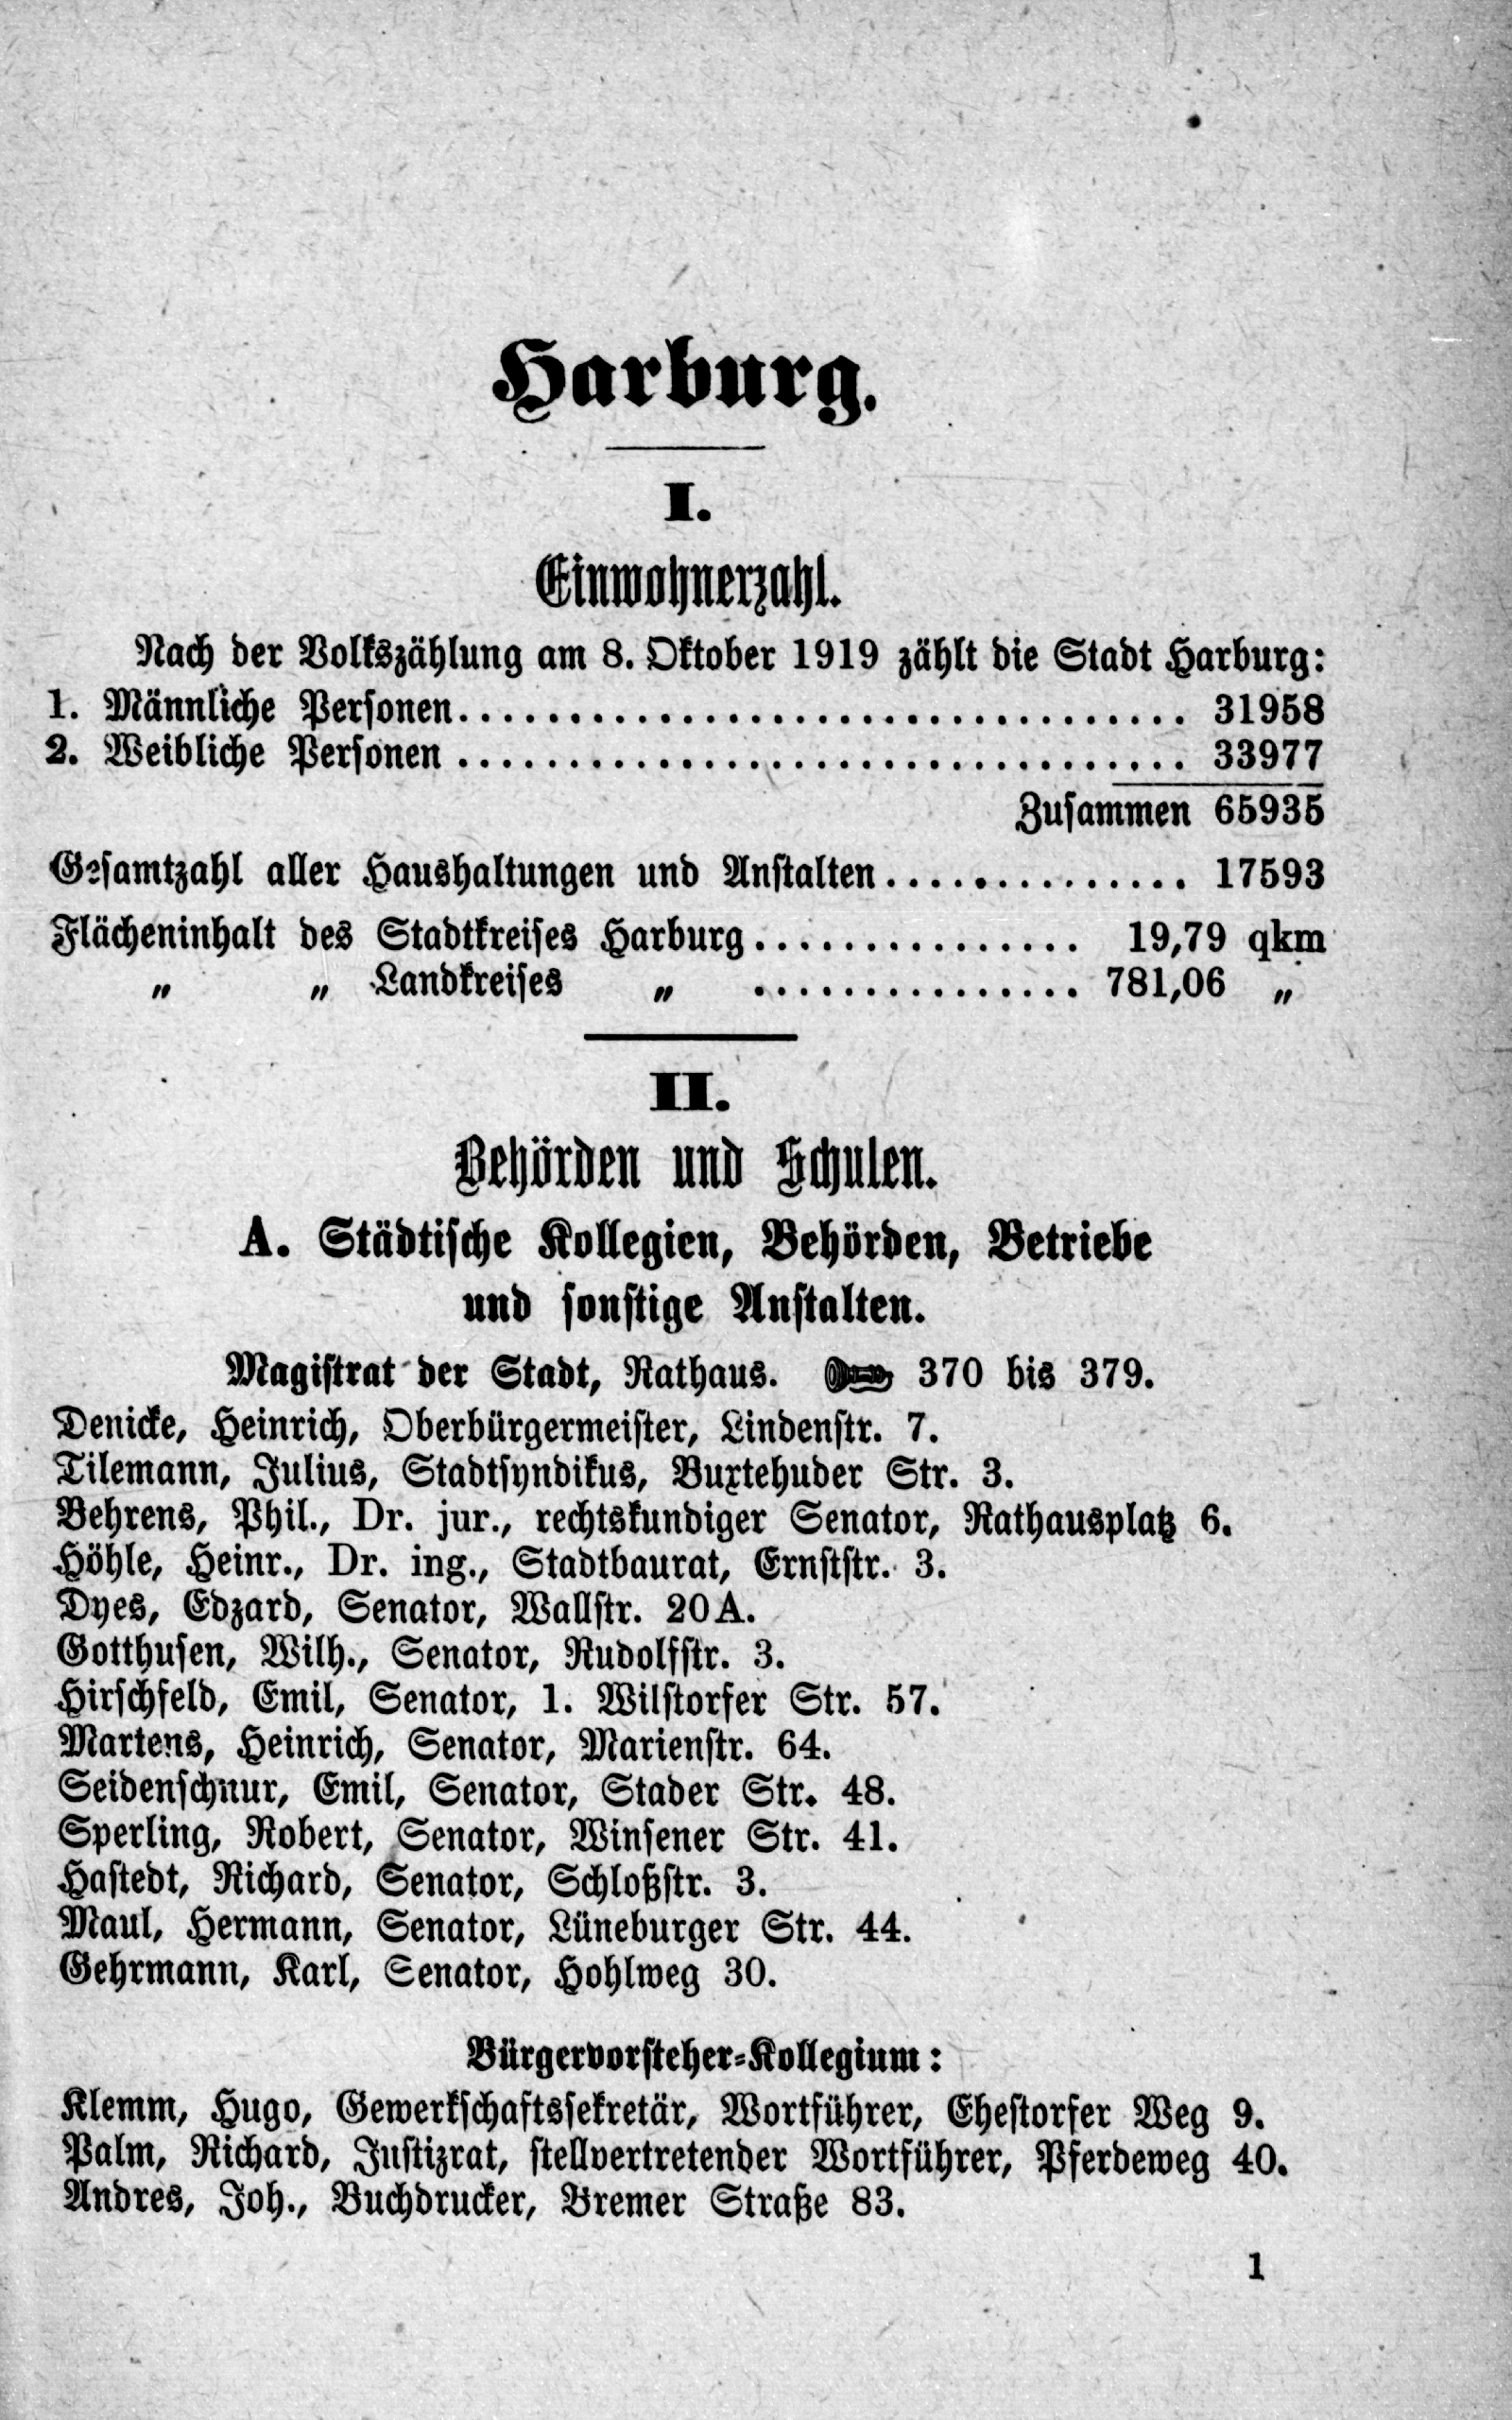 Harburg.
I.
Einwohnerzahl.
Nach der Volkszählung am 8. Oktober 1919 zählt die Stadt Harburg:
1. Männliche Personen................................. 31958
2. Weibliche Personen................................. 33977
Zusammen 65935
Gesamtzahl aller Haushaltungen und Anstalten.............. 17593
Flächeninhalt des Stadtkreises Harburg............... 19,79 qkm
„ „ Landkreises „ ............... 781,06 „
II.
Behörden und Schulen.
A. Städtische Kollegien, Behörden, Betriebe
und sonstige Anstalten.
Magistrat der Stadt, Rathaus. 370 bis 379.
Denicke, Heinrich, Oberbürgermeister, Lindenstr. 7.
Tilemann, Julius, Stadtsyndikus, Buxtehuder Str. 3.
Behrens, Phil., Dr. jur., rechtskundiger Senator, Rathausplatz 6.
Höhle, Heinr., Dr. ing., Stadtbaurat, Ernststr. 3.
Dyes, Edzard, Senator, Wallstr. 20A.
Gotthusen, Wilh., Senator, Rudolfstr. 3.
Hirschfeld, Emil, Senator, 1. Wilstorfer Str. 57.
Martens, Heinrich, Senator, Marienstr. 64.
Seidenschnur, Emil, Senator, Stader Str. 48.
Sperling, Robert, Senator, Winsener Str. 41.
Hastedt, Richard, Senator, Schloßstr. 3.
Maul, Hermann, Senator, Lüneburger Str. 44.
Gehrmann, Karl, Senator, Hohlweg 30.
Bürgervorsteher-Kollegium:
Klemm, Hugo, Gewerkschaftssekretär, Wortführer, Ehestorfer Weg 9.
Palm, Richard, Justizrat, stellvertretender Wortführer, Pferdeweg 40.
Andres, Joh., Buchdrucker, Bremer Straße 83.
1